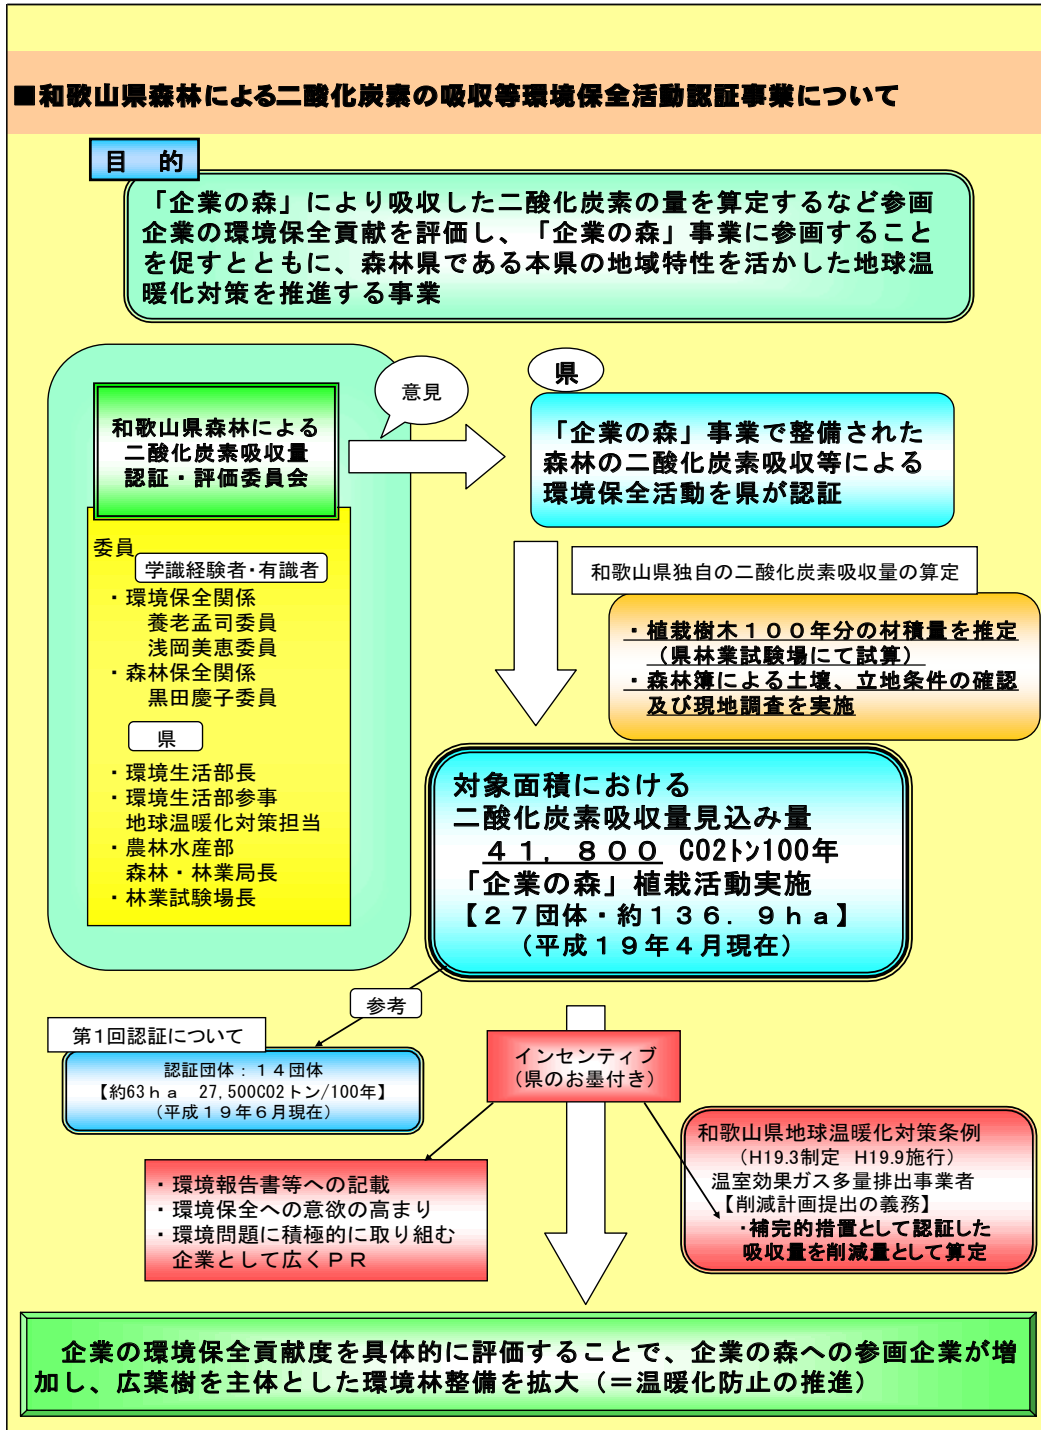 ■和歌山県森林による二酸化炭素の吸収等環境保全活動認証事業について
目　的
「企業の森」により吸収した二酸化炭素の量を算定するなど参画
企業の環境保全貢献を評価し、「企業の森」事業に参画すること
を促すとともに、森林県である本県の地域特性を活かした地球温
暖化対策を推進する事業
和歌山県森林による
二酸化炭素吸収量
認証・評価委員会
意見
県
「企業の森」事業で整備された
森林の二酸化炭素吸収等による
環境保全活動を県が認証
委員
学識経験者・有識者
・環境保全関係
養老孟司委員
浅岡美恵委員
・森林保全関係
黒田慶子委員
県
・環境生活部長
・環境生活部参事
地球温暖化対策担当
・農林水産部
森林・林業局長
・林業試験場長
和歌山県独自の二酸化炭素吸収量の算定
・植栽樹木１００年分の材積量を推定
（県林業試験場にて試算）
・森林簿による土壌、立地条件の確認
及び現地調査を実施
対象面積における
二酸化炭素吸収量見込み量
４１，８００ CO2ﾄﾝ100年
「企業の森」植栽活動実施
【２７団体・約１３６．９ｈａ】
（平成１９年４月現在）
参考
第1回認証について
認証団体：１４団体
【約63ｈａ　27,500CO2トン/100年】
（平成１９年６月現在）
インセンティブ
（県のお墨付き）
・環境報告書等への記載
・環境保全への意欲の高まり
・環境問題に積極的に取り組む
企業として広くＰＲ
和歌山県地球温暖化対策条例
（H19.3制定　H19.9施行）
温室効果ガス多量排出事業者
【削減計画提出の義務】
・補完的措置として認証した
吸収量を削減量として算定
企業の環境保全貢献度を具体的に評価することで、企業の森への参画企業が増
加し、広葉樹を主体とした環境林整備を拡大（＝温暖化防止の推進）